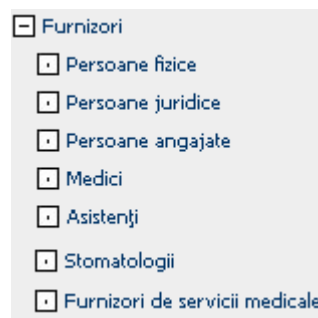 Furnizori
Persoane fizice
Persoane juridice
Persoane angajate
Medici
Asistenţi
Stomatologii
Furnizori de servicii medicale